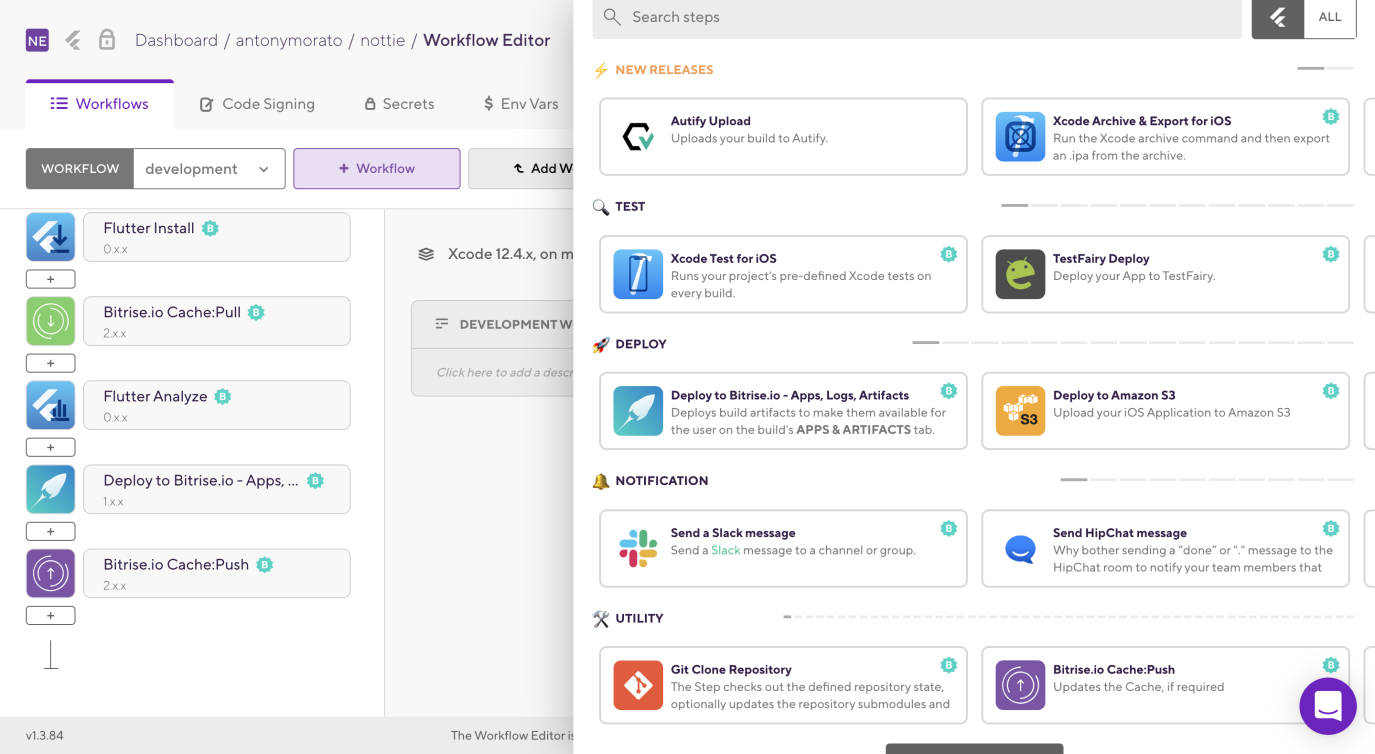 NE Dashboard / antonymorato / nottie / Workflow Editor
Workflows Code Signing Secrets $ Env Vars
WORKFLOW development + Workflow Add W
Flutter Install B
0.x.x
+
Bitrise.io Cache:Pull B
2.x.x
+
Flutter Analyze B
0.x.x
+
Deploy to Bitrise.io - Apps, ... B
1.x.x
+
Bitrise.io Cache:Push B
2.x.x
+
Xcode 12.4.x, on m
DEVELOPMENT W
Click here to add a descr
v1.3.84 The Workflow Editor is
Search steps ALL
NEW RELEASES
Autify Upload
Uploads your build to Autify.
Xcode Archive & Export for iOS B
Run the Xcode archive command and then export
an .ipa from the archive.
TEST
Xcode Test for iOS B
Runs your project's pre-defined Xcode tests on
every build.
TestFairy Deploy B
Deploy your App to TestFairy.
DEPLOY
Deploy to Bitrise.io - Apps, Logs, Artifacts B
Deploys build artifacts to make them available for
the user on the build's APPS & ARTIFACTS tab.
S3
Deploy to Amazon S3 B
Upload your iOS Application to Amazon S3
NOTIFICATION
Send a Slack message B
Send a Slack message to a channel or group.
Send HipChat message B
Why bother sending a “done” or "." message to the
HipChat room to notify your team members that
UTILITY
Git Clone Repository B
The Step checks out the defined repository state,
optionally updates the repository submodules and
Bitrise.io Cache:Push B
Updates the Cache, if required